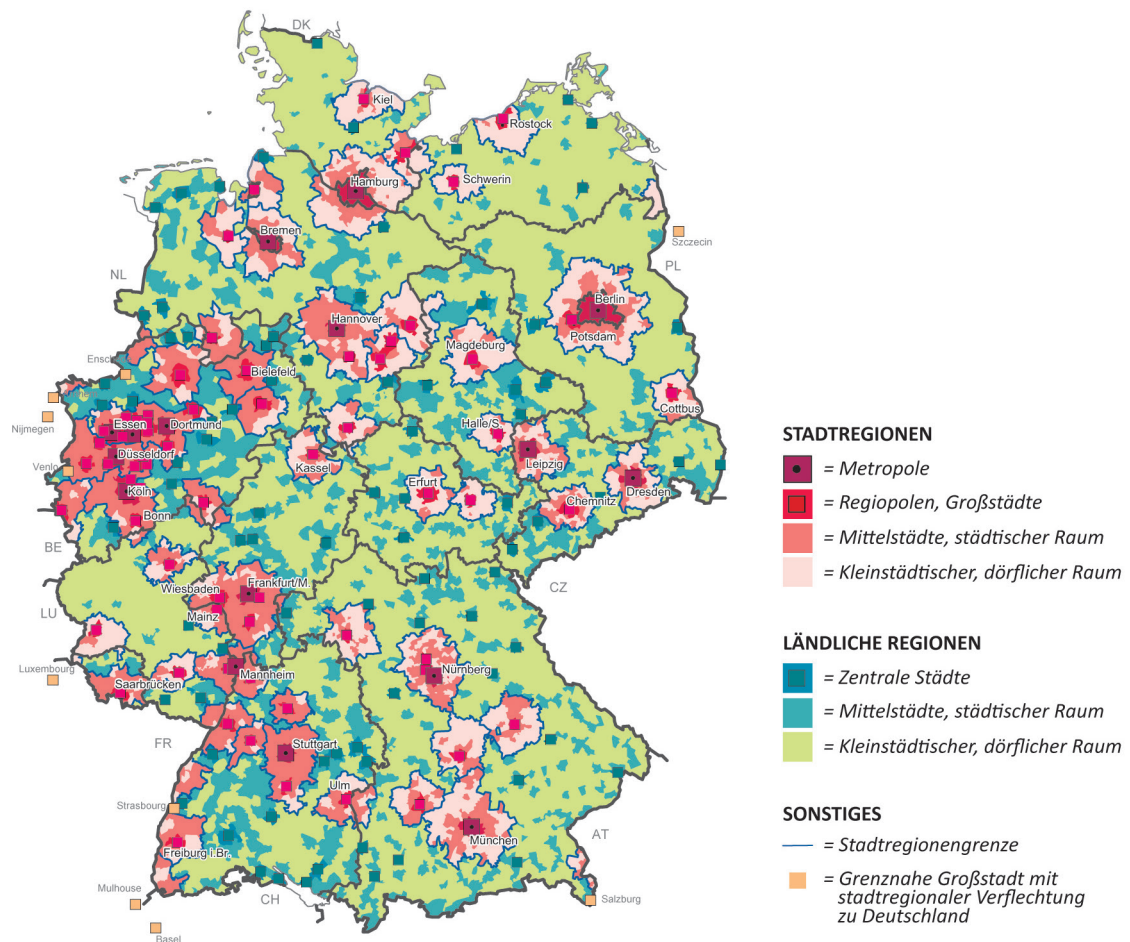 DK
Kiel
Rostock
Hamburg
Schwerin
Bremen
Szczecin
NL
PL
Berlin
Hannover
Potsdam
Magdeburg
Bielefeld
Cottbus
Nijmegen
Essen
Dortmund
Halle/S.
Düsseldorf
Leipzig
Venlo
Kassel
Köln
Erfurt
Dresden
Chemnitz
Bonn
BE
Wiesbaden
Frankfurt/M.
CZ
LU
Mainz
Luxembourg
Mannheim
Nürnberg
Saarbrücken
FR
Stuttgart
Ulm
Strasbourg
AT
München
Freiburg i.Br.
Mulhouse
CH
Salzburg
Basel
STADTREGIONEN
= Metropole
= Regiopolen, Großstädte
= Mittelstädte, städtischer Raum
= Kleinstädtischer, dörflicher Raum
LÄNDLICHE REGIONEN
= Zentrale Städte
= Mittelstädte, städtischer Raum
= Kleinstädtischer, dörflicher Raum
SONSTIGES
= Stadtregionengrenze
= Grenznahe Großstadt mit
stadtregionaler Verflechtung
zu Deutschland